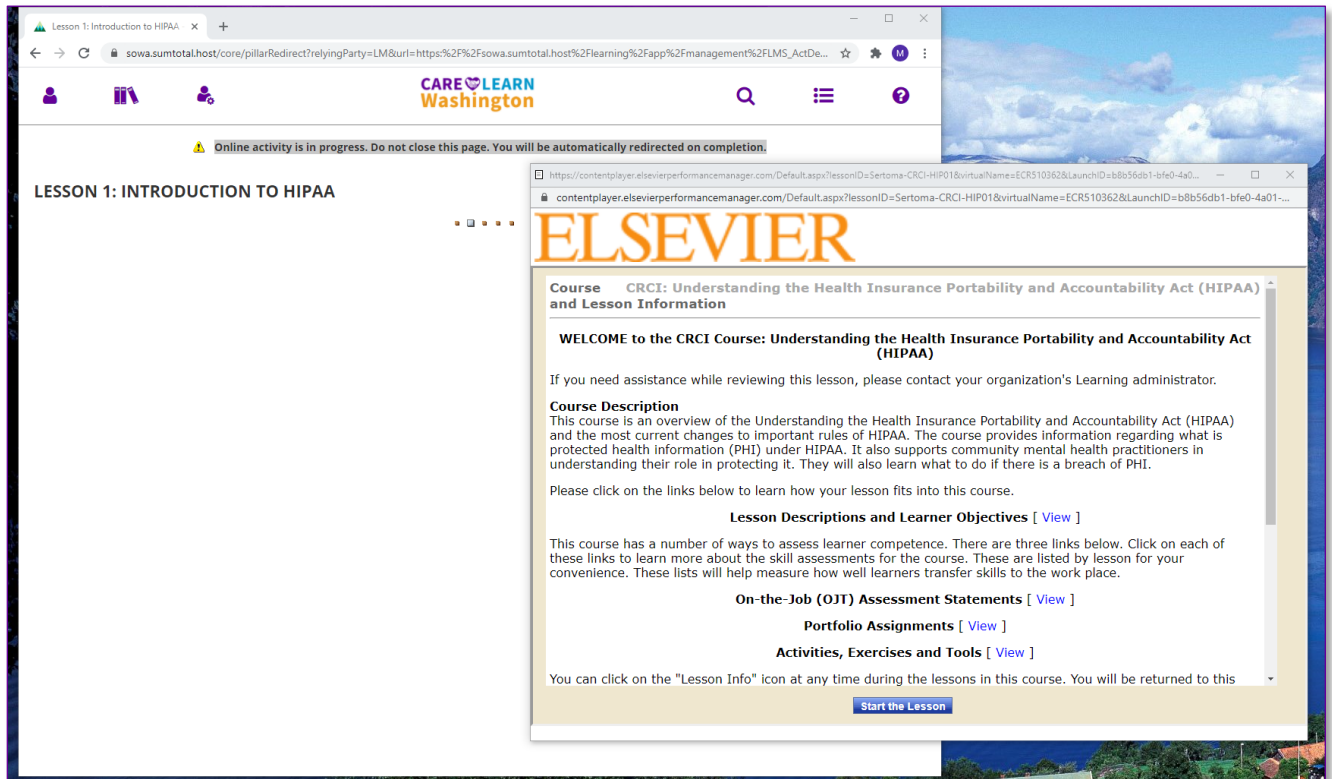 Lesson 1: Introduction to HIPAA
sowa.sumtotal.host/core/pillarRedirect?relyingParty=LM&url=https:%2F%2Fsowa.sumtotal.host%2Flearning%2Fapp%2Fmanagement%2FLMS_ActDe...
M
CARE LEARN
Washington
Online activity is in progress. Do not close this page. You will be automatically redirected on completion.
LESSON 1: INTRODUCTION TO HIPAA
https://contentplayer.elsevierperformancemanager.com/Default.aspx?lessonID=Sertoma-CRCI-HIP01&virtualName=ECR510362&LaunchID=b8b56db1-bfe0-4a0...
contentplayer.elsevierperformancemanager.com/Default.aspx?lessonID=Sertoma-CRCI-HIP01&virtualName=ECR510362&LaunchID=b8b56db1-bfe0-4a01-...
ELSEVIER
Course CRCI: Understanding the Health Insurance Portability and Accountability Act (HIPAA)
and Lesson Information
WELCOME to the CRCI Course: Understanding the Health Insurance Portability and Accountability Act
(HIPAA)
If you need assistance while reviewing this lesson, please contact your organization's Learning administrator.
Course Description
This course is an overview of the Understanding the Health Insurance Portability and Accountability Act (HIPAA)
and the most current changes to important rules of HIPAA. The course provides information regarding what is
protected health information (PHI) under HIPAA. It also supports community mental health practitioners in
understanding their role in protecting it. They will also learn what to do if there is a breach of PHI.
Please click on the links below to learn how your lesson fits into this course.
Lesson Descriptions and Learner Objectives [ View ]
This course has a number of ways to assess learner competence. There are three links below. Click on each of
these links to learn more about the skill assessments for the course. These are listed by lesson for your
convenience. These lists will help measure how well learners transfer skills to the work place.
On-the-Job (OJT) Assessment Statements [ View ]
Portfolio Assignments [ View ]
Activities, Exercises and Tools [ View ]
You can click on the "Lesson Info" icon at any time during the lessons in this course. You will be returned to this
Start the Lesson